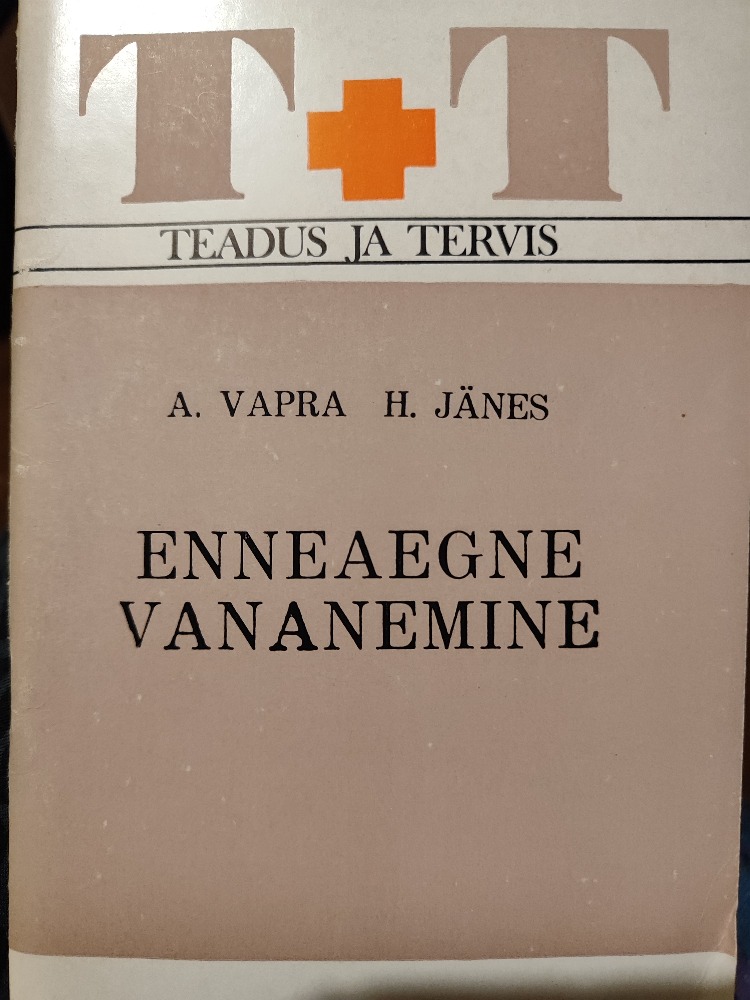 T+T
TEADUS JA TERVIS
A. VAPRA H. JÄNES
ENNEAEGNE
VANANEMINE